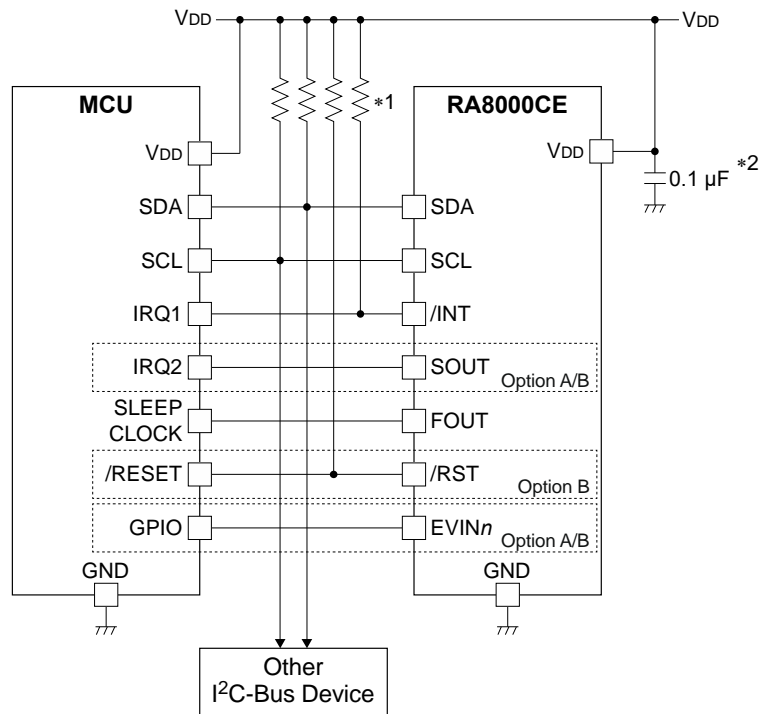 VDD VDD
MCU *1 RA8000CE
VDD VDD
0.1 µF *2
SDA SDA
SCL SCL
IRQ1 /INT
IRQ2 SOUT
Option A/B
SLEEP CLOCK FOUT
/RESET /RST
Option B
GPIO EVINn
Option A/B
GND GND
Other
I2C-Bus Device